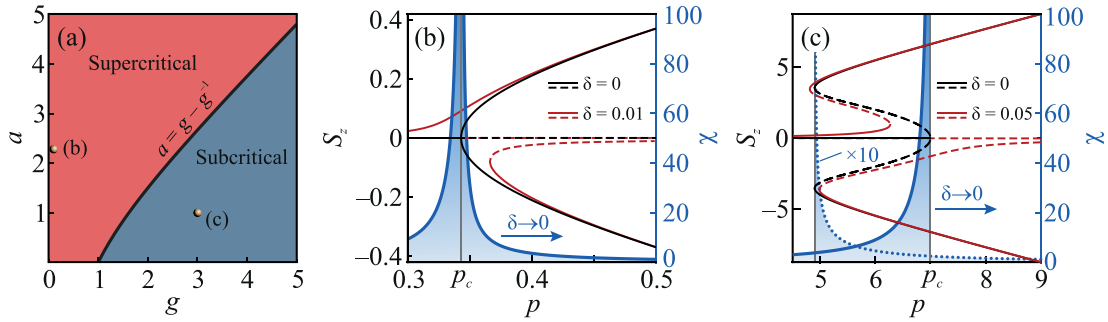 (a)
Supercritical
Subcritical
a = g – g⁻¹
(b)
(c)
5
4
3
2
1
0
1
2
3
4
5
a
g
(b)
δ=0
δ=0.01
δ→0
0.4
0.2
0
−0.2
−0.4
S_z
0.3
p_c
0.4
0.5
p
100
80
60
40
20
0
χ
(c)
δ=0
δ=0.05
×10
δ→0
5
0
−5
S_z
5
6
p_c
8
9
p
100
80
60
40
20
0
χ